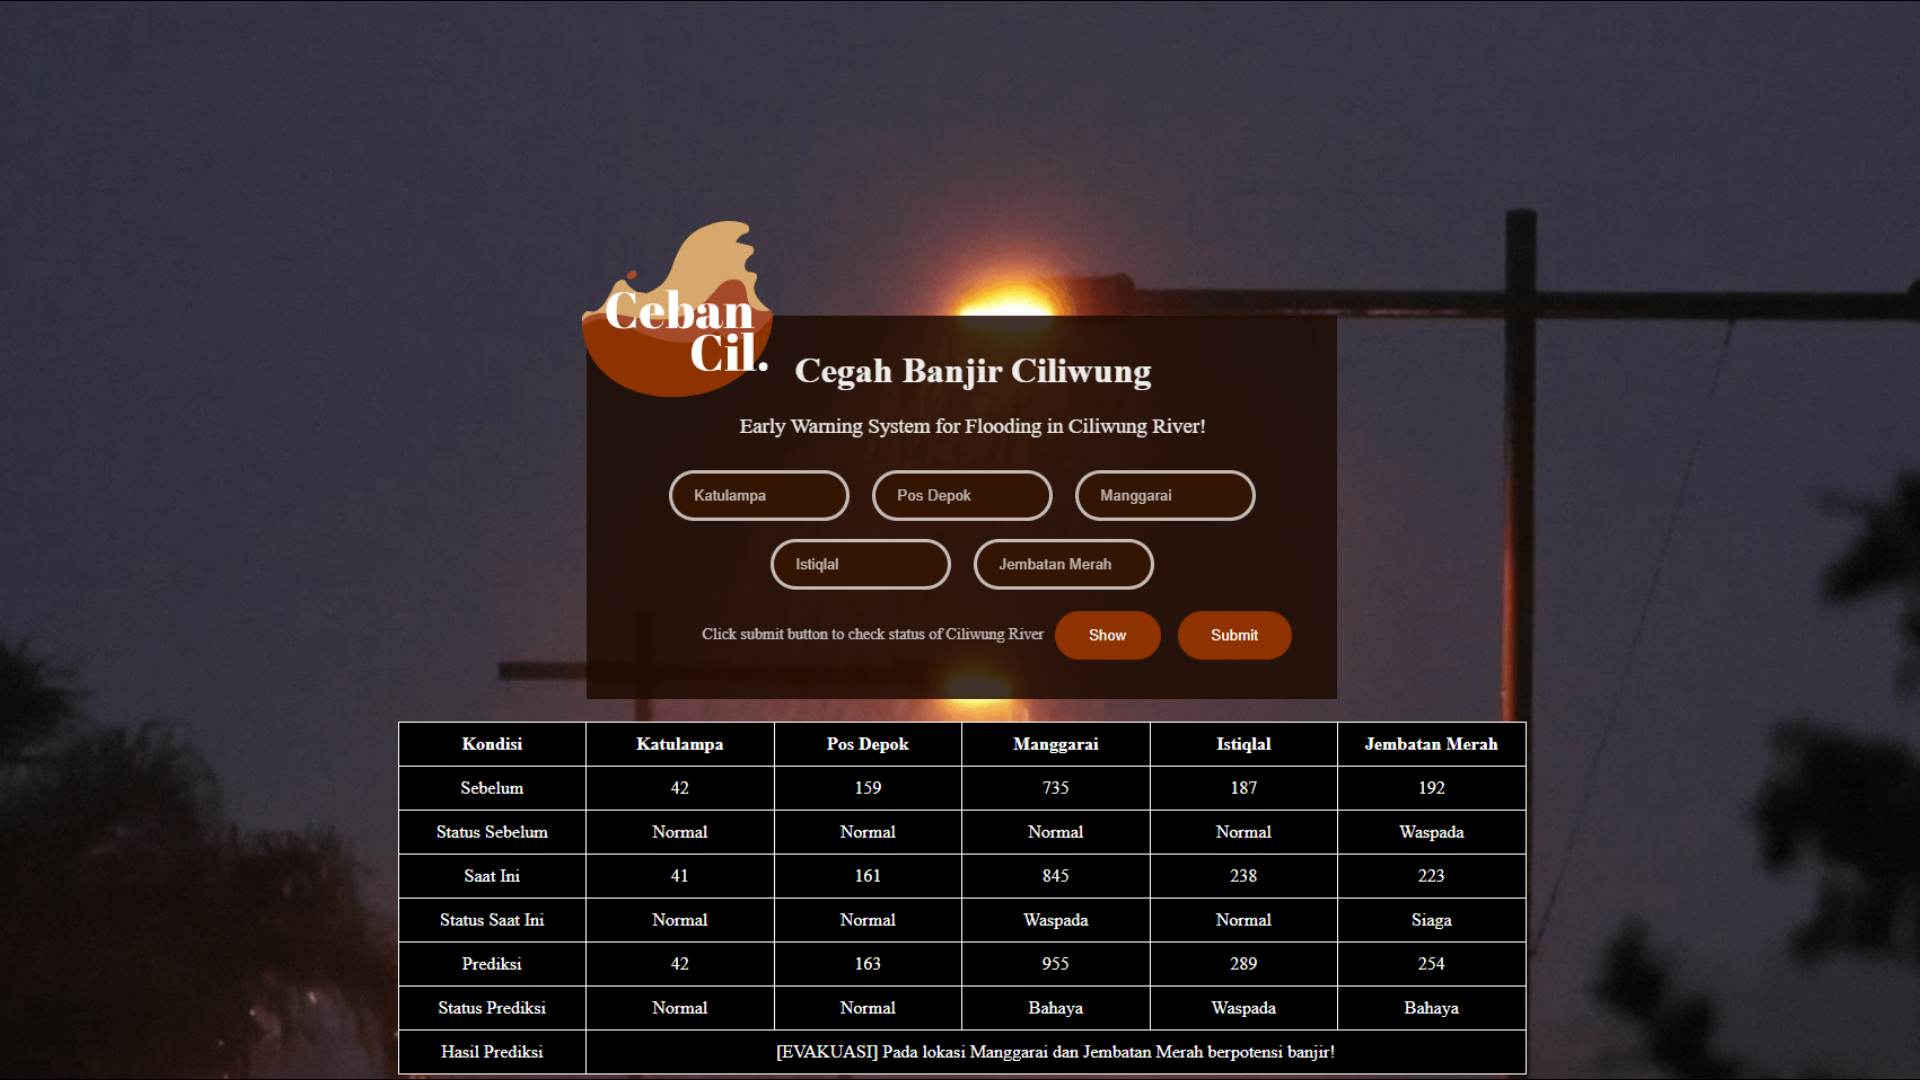 Ceban
Cil.
Cegah Banjir Ciliwung
Early Warning System for Flooding in Ciliwung River!
Katulampa Pos Depok Manggarai
Istiqlal Jembatan Merah
Click submit button to check status of Ciliwung River Show Submit
Kondisi Katulampa Pos Depok Manggarai Istiqlal Jembatan Merah
Sebelum 42 159 735 187 192
Status Sebelum Normal Normal Normal Normal Waspada
Saat Ini 41 161 845 238 223
Status Saat Ini Normal Normal Waspada Normal Siaga
Prediksi 42 163 955 289 254
Status Prediksi Normal Normal Bahaya Waspada Bahaya
Hasil Prediksi [EVAKUASI] Pada lokasi Manggarai dan Jembatan Merah berpotensi banjir!